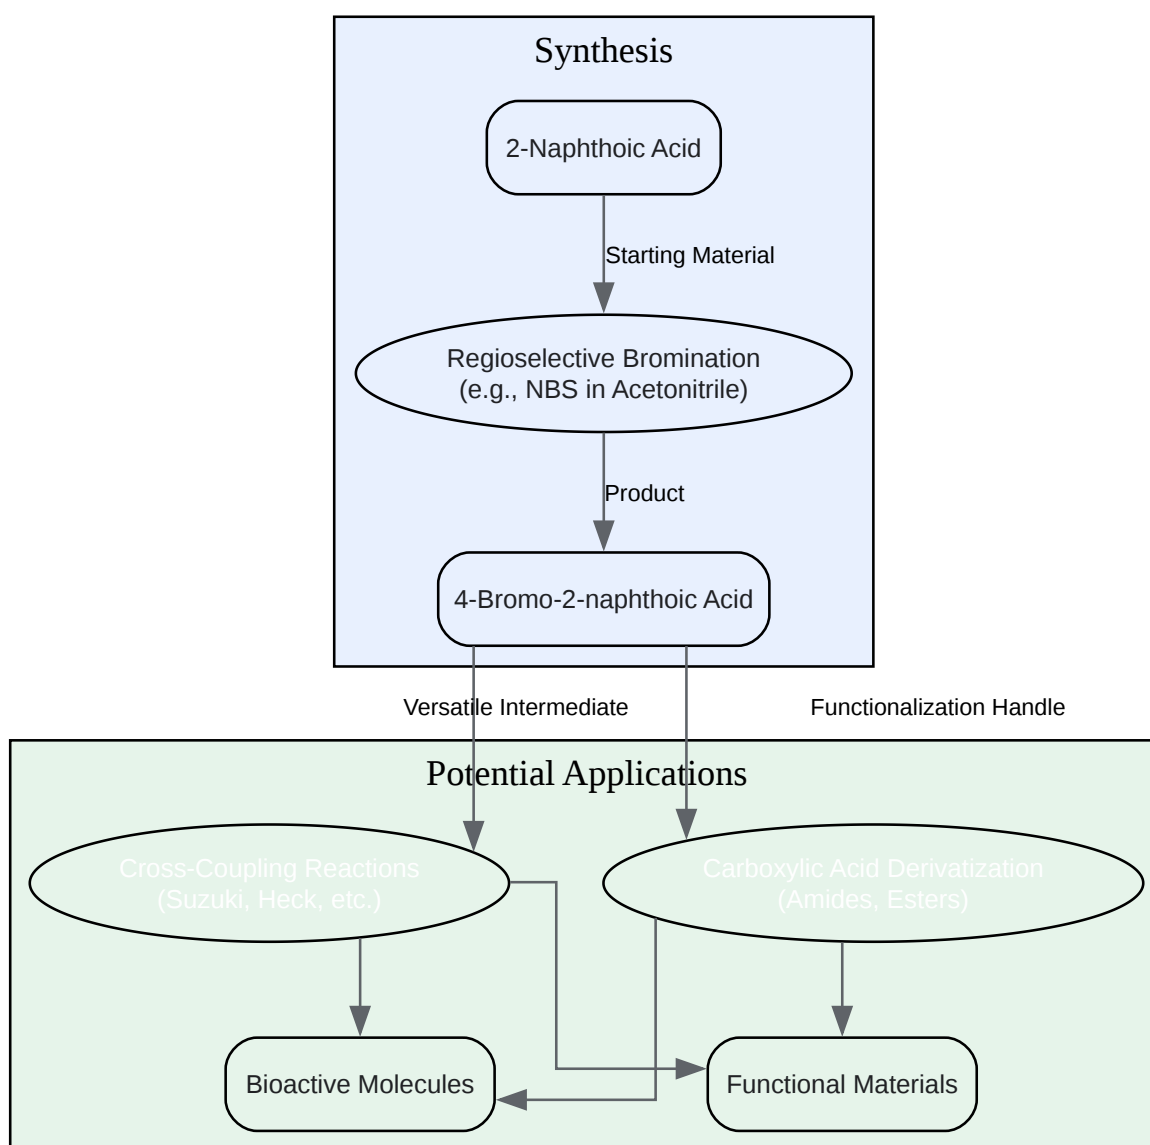 Synthesis
2-Naphthoic Acid
Starting Material
Regioselective Bromination
(e.g., NBS in Acetonitrile)
Product
4-Bromo-2-naphthoic Acid
Versatile Intermediate
Functionalization Handle
Potential Applications
Cross-Coupling Reactions
(Suzuki, Heck, etc.)
Carboxylic Acid Derivatization
(Amides, Esters)
Bioactive Molecules
Functional Materials